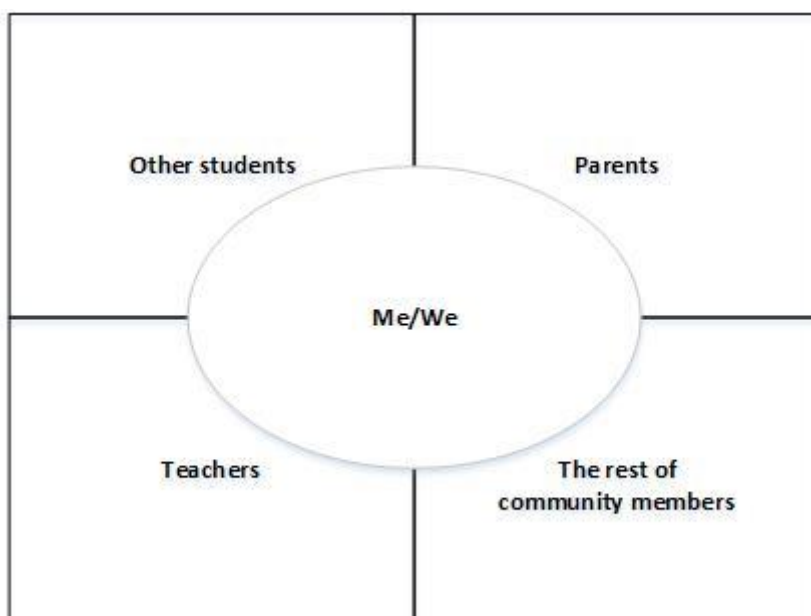 Other students
Parents
Me/We
Teachers
The rest of
community members